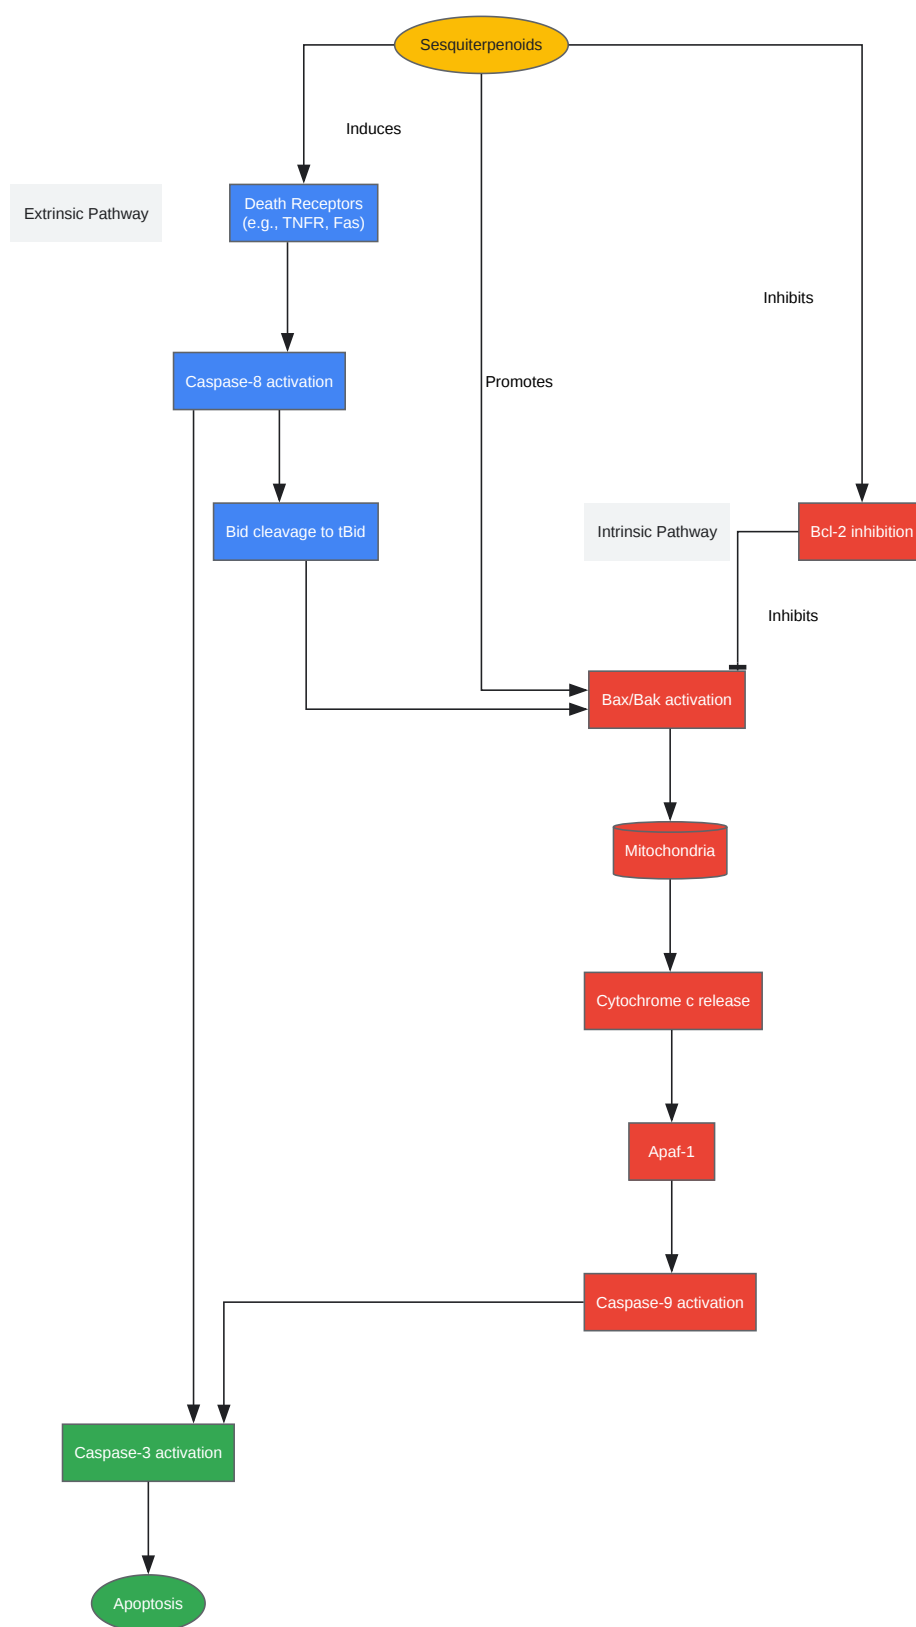 Sesquiterpenoids
Induces
Extrinsic Pathway
Death Receptors
(e.g., TNFR, Fas)
Inhibits
Caspase-8 activation
Promotes
Bid cleavage to tBid
Intrinsic Pathway
Bcl-2 inhibition
Inhibits
Bax/Bak activation
Mitochondria
Cytochrome c release
Apaf-1
Caspase-9 activation
Caspase-3 activation
Apoptosis